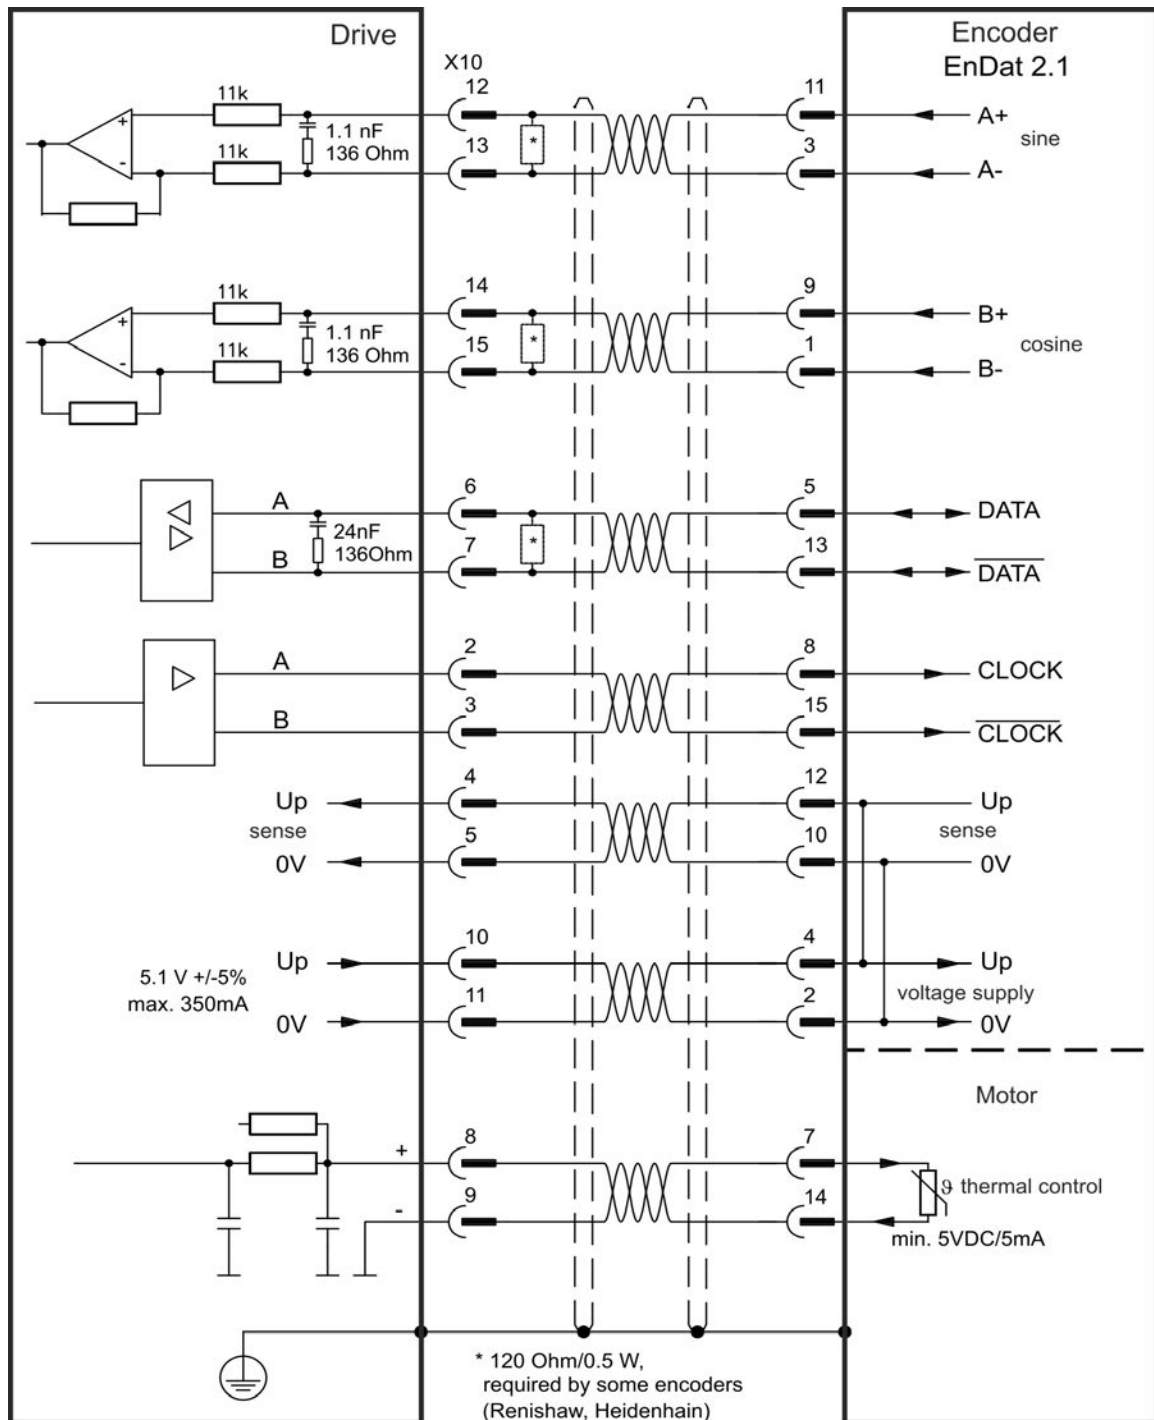 Drive
X10
Encoder
EnDat 2.1
11k
12
11
A+
+
1.1 nF
136 Ohm
*
sine
11k
13
3
-
A-
11k
14
9
B+
+
1.1 nF
136 Ohm
*
cosine
11k
15
1
-
B-
A
6
5
DATA
24nF
136Ohm
*
B
7
13
DATA
A
2
8
CLOCK
B
3
15
CLOCK
Up
4
12
Up
sense
sense
0V
5
10
0V
Up
10
4
Up
5.1 V +/-5%
max. 350mA
voltage supply
0V
11
2
0V
Motor
+
8
7
ϑ thermal control
-
9
14
min. 5VDC/5mA
* 120 Ohm/0.5 W,
required by some encoders
(Renishaw, Heidenhain)